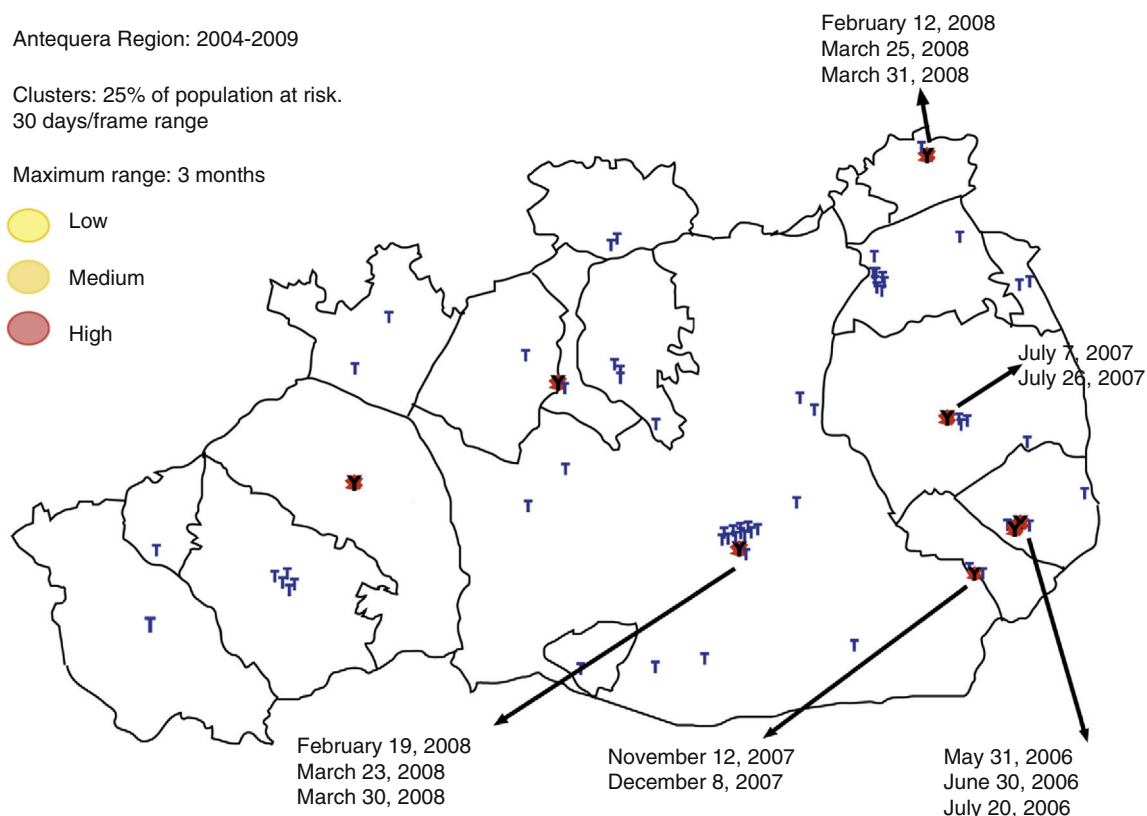 Antequera Region: 2004-2009
Clusters: 25% of population at risk.
30 days/frame range
Maximum range: 3 months
Low
Medium
High
February 12, 2008
March 25, 2008
March 31, 2008
July 7, 2007
July 26, 2007
February 19, 2008
March 23, 2008
March 30, 2008
November 12, 2007
December 8, 2007
May 31, 2006
June 30, 2006
July 20, 2006